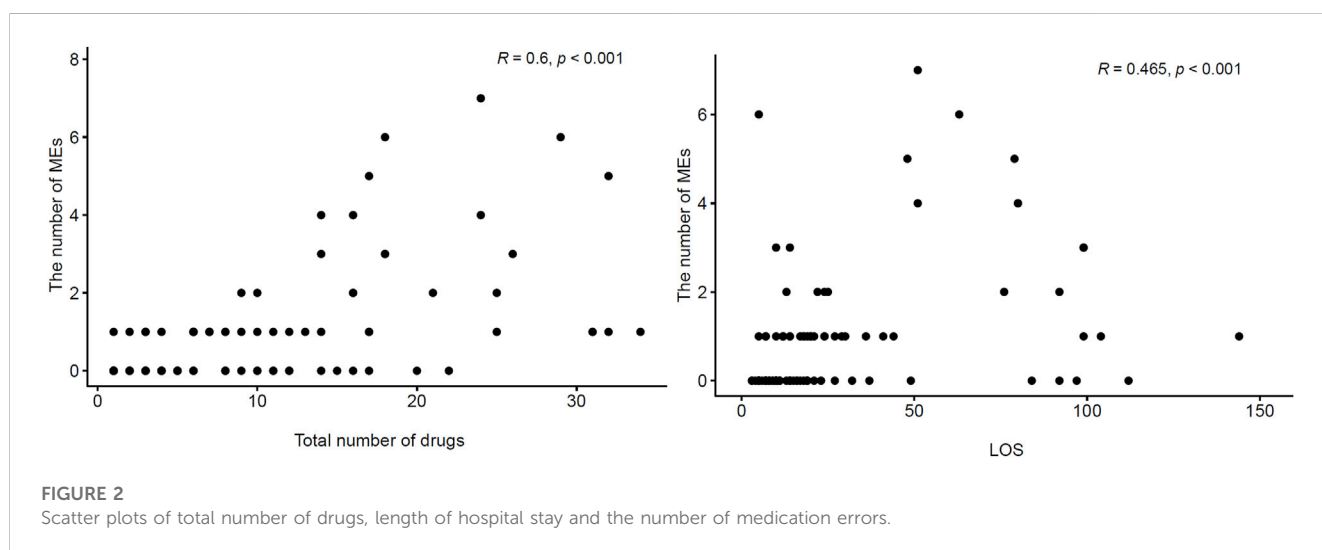 R = 0.6, p < 0.001
8
6
4
2
0
The number of MEs
0 10 20 30
Total number of drugs
R = 0.465, p < 0.001
6
4
2
0
The number of MEs
0 50 100 150
LOS
FIGURE 2
Scatter plots of total number of drugs, length of hospital stay and the number of medication errors.